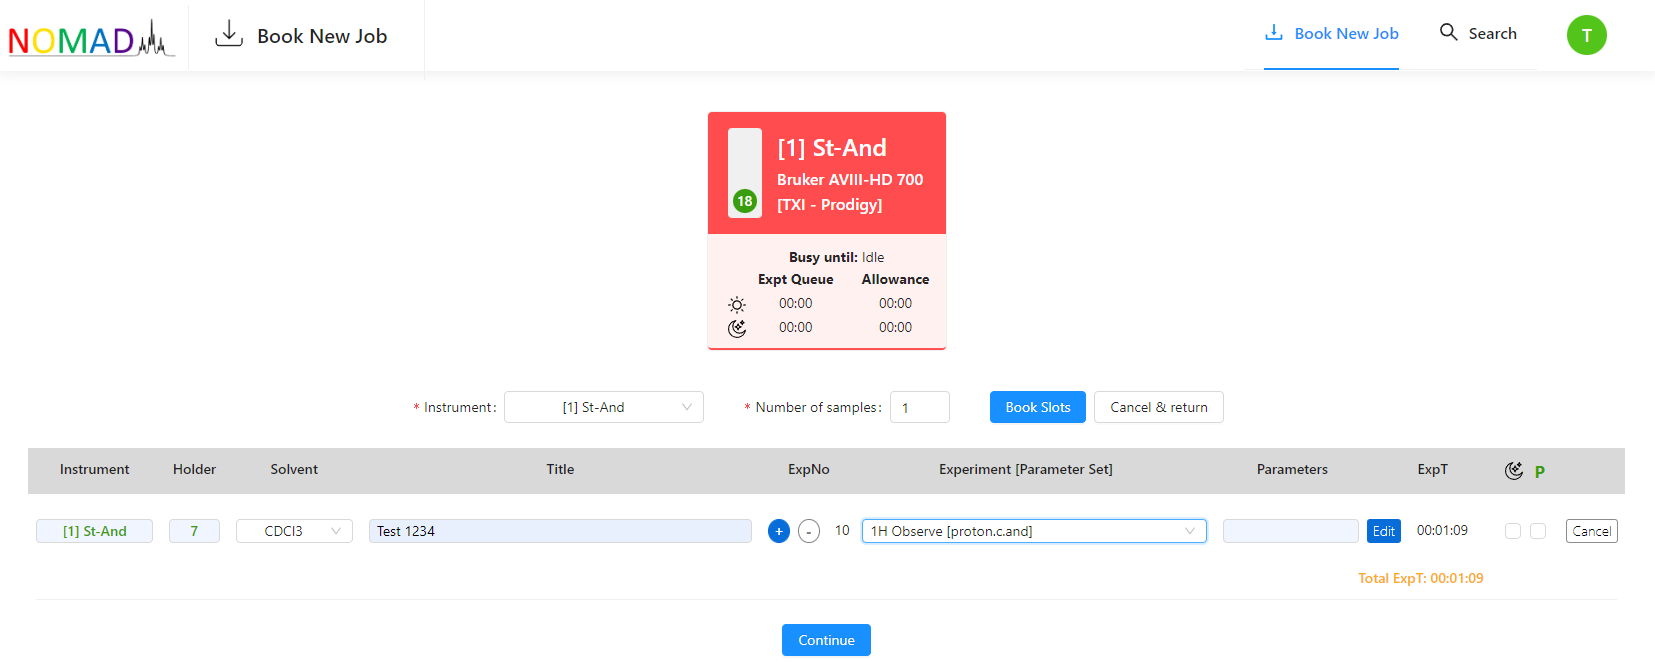 NOMAD
Book New Job
Book New Job
Search
T
[1] St-And
Bruker AVIII-HD 700
[TXI - Prodigy]
18
Busy until: Idle
Expt Queue Allowance
00:00 00:00
00:00 00:00
* Instrument: [1] St-And * Number of samples: 1 Book Slots Cancel & return
Instrument Holder Solvent Title ExpNo Experiment [Parameter Set] Parameters ExpT P
[1] St-And 7 CDCl3 Test 1234 + - 10 1H Observe [proton.c.and] Edit 00:01:09 Cancel
Total ExpT: 00:01:09
Continue